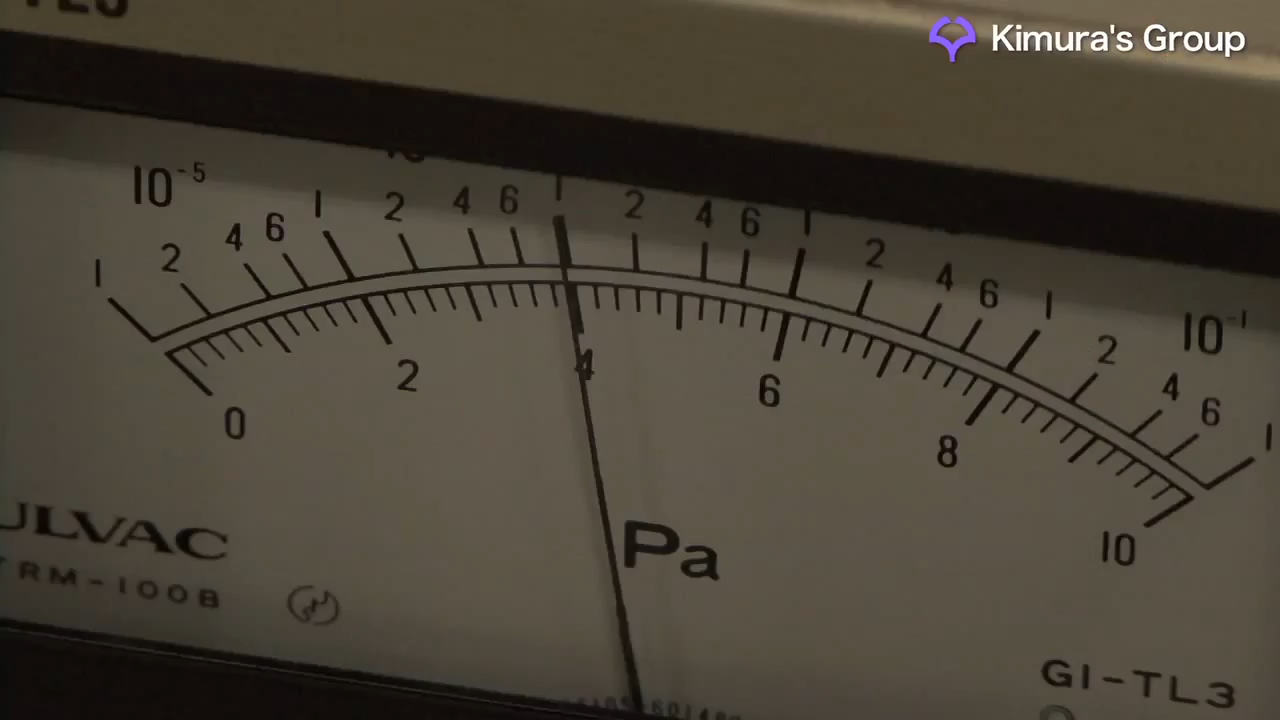 Kimura's Group
10⁻⁵ 1 2 4 6 1 2 4 6 1 2 4 6 1 2 4 6 1 2 4 6 1 10⁻¹
0 2 4 6 8 10
Pa
ULVAC
TRM-100B
GI-TL3